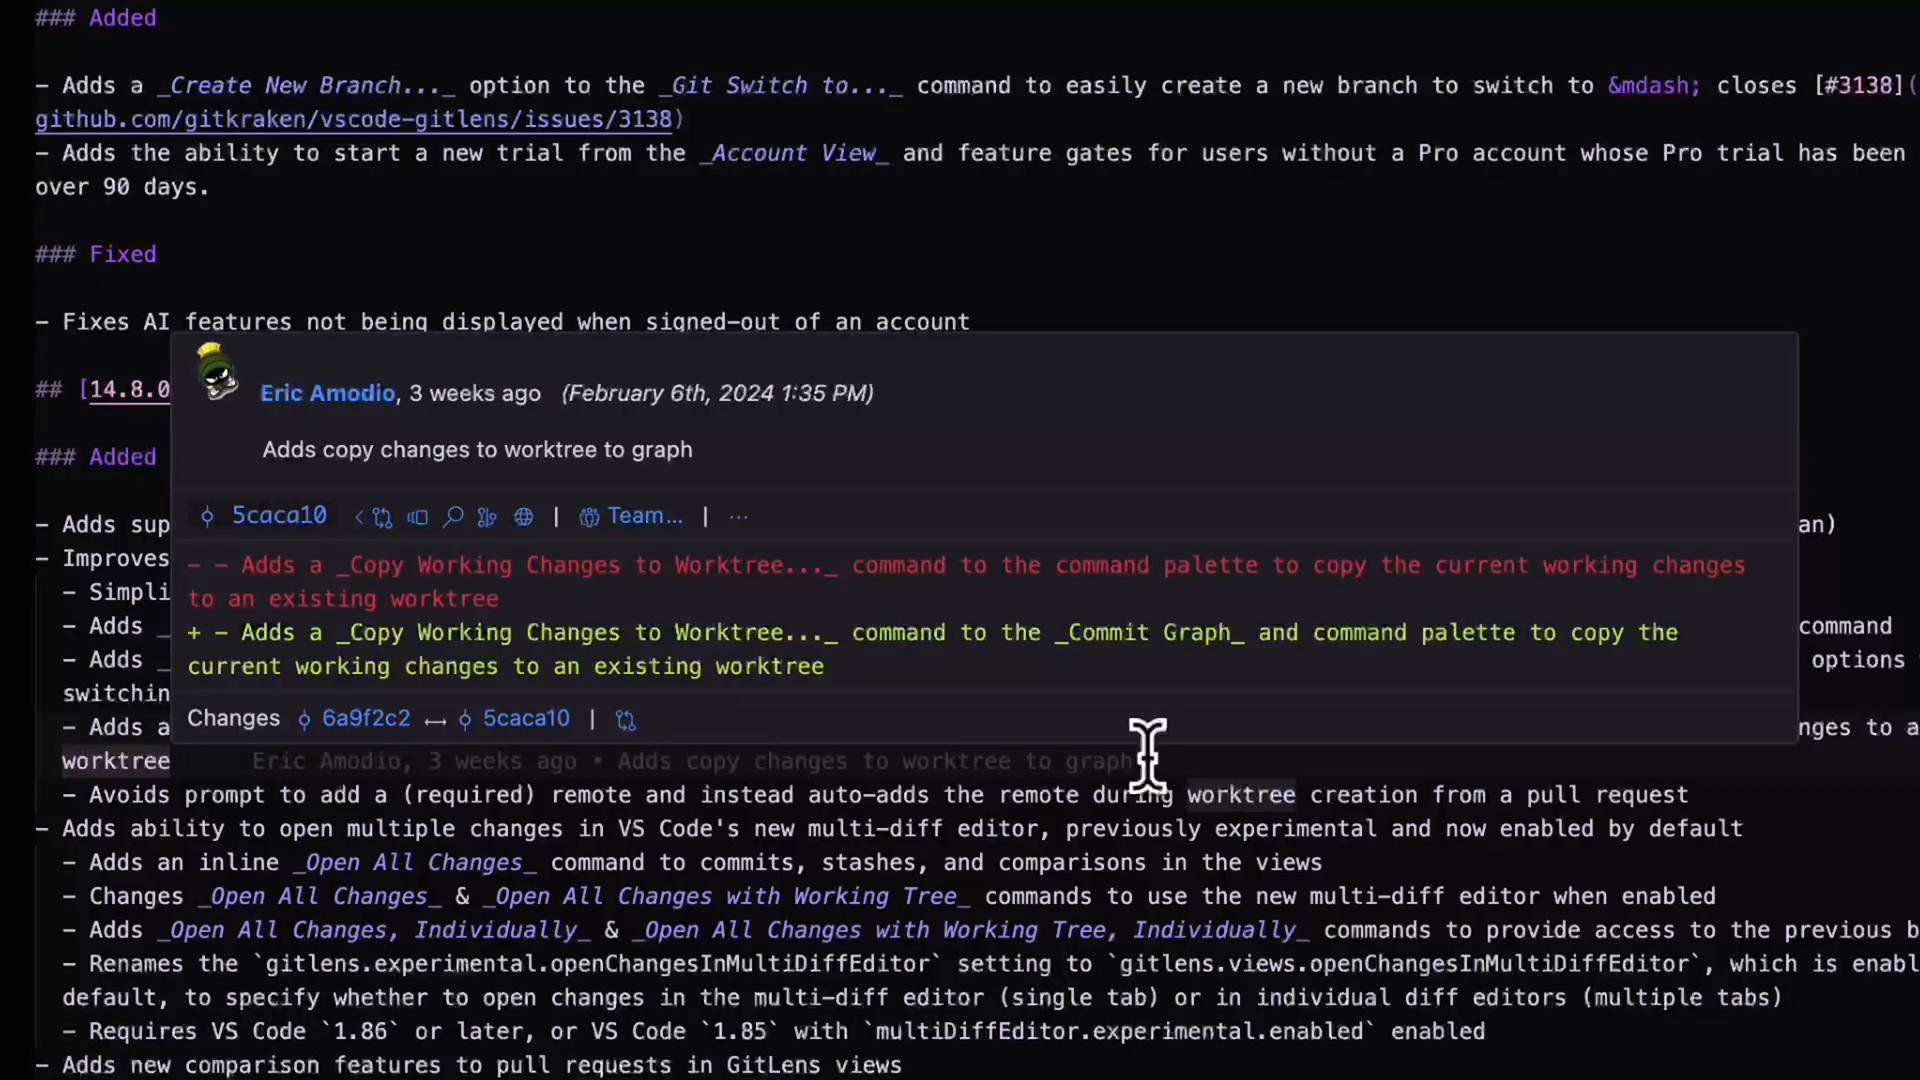 ### Added
- Adds a _Create New Branch..._ option to the _Git Switch to..._ command to easily create a new branch to switch to &mdash; closes [#3138](
github.com/gitkraken/vscode-gitlens/issues/3138)
- Adds the ability to start a new trial from the _Account View_ and feature gates for users without a Pro account whose Pro trial has been
over 90 days.
### Fixed
- Fixes AI features not being displayed when signed-out of an account
## [14.8.0
Eric Amodio, 3 weeks ago (February 6th, 2024 1:35 PM)
Adds copy changes to worktree to graph
### Added
5caca10 | Team... | ...
- Adds sup an)
- Improves
- - Adds a _Copy Working Changes to Worktree..._ command to the command palette to copy the current working changes
to an existing worktree
- Simpli
+ - Adds a _Copy Working Changes to Worktree..._ command to the _Commit Graph_ and command palette to copy the
current working changes to an existing worktree
- Adds _ command
- Adds _ options
switchin
Changes 6a9f2c2 ↔ 5caca10 |
- Adds a nges to a
worktree Eric Amodio, 3 weeks ago • Adds copy changes to worktree to graph
- Avoids prompt to add a (required) remote and instead auto-adds the remote during worktree creation from a pull request
- Adds ability to open multiple changes in VS Code's new multi-diff editor, previously experimental and now enabled by default
- Adds an inline _Open All Changes_ command to commits, stashes, and comparisons in the views
- Changes _Open All Changes_ & _Open All Changes with Working Tree_ commands to use the new multi-diff editor when enabled
- Adds _Open All Changes, Individually_ & _Open All Changes with Working Tree, Individually_ commands to provide access to the previous b
- Renames the `gitlens.experimental.openChangesInMultiDiffEditor` setting to `gitlens.views.openChangesInMultiDiffEditor`, which is enabl
default, to specify whether to open changes in the multi-diff editor (single tab) or in individual diff editors (multiple tabs)
- Requires VS Code `1.86` or later, or VS Code `1.85` with `multiDiffEditor.experimental.enabled` enabled
- Adds new comparison features to pull requests in GitLens views